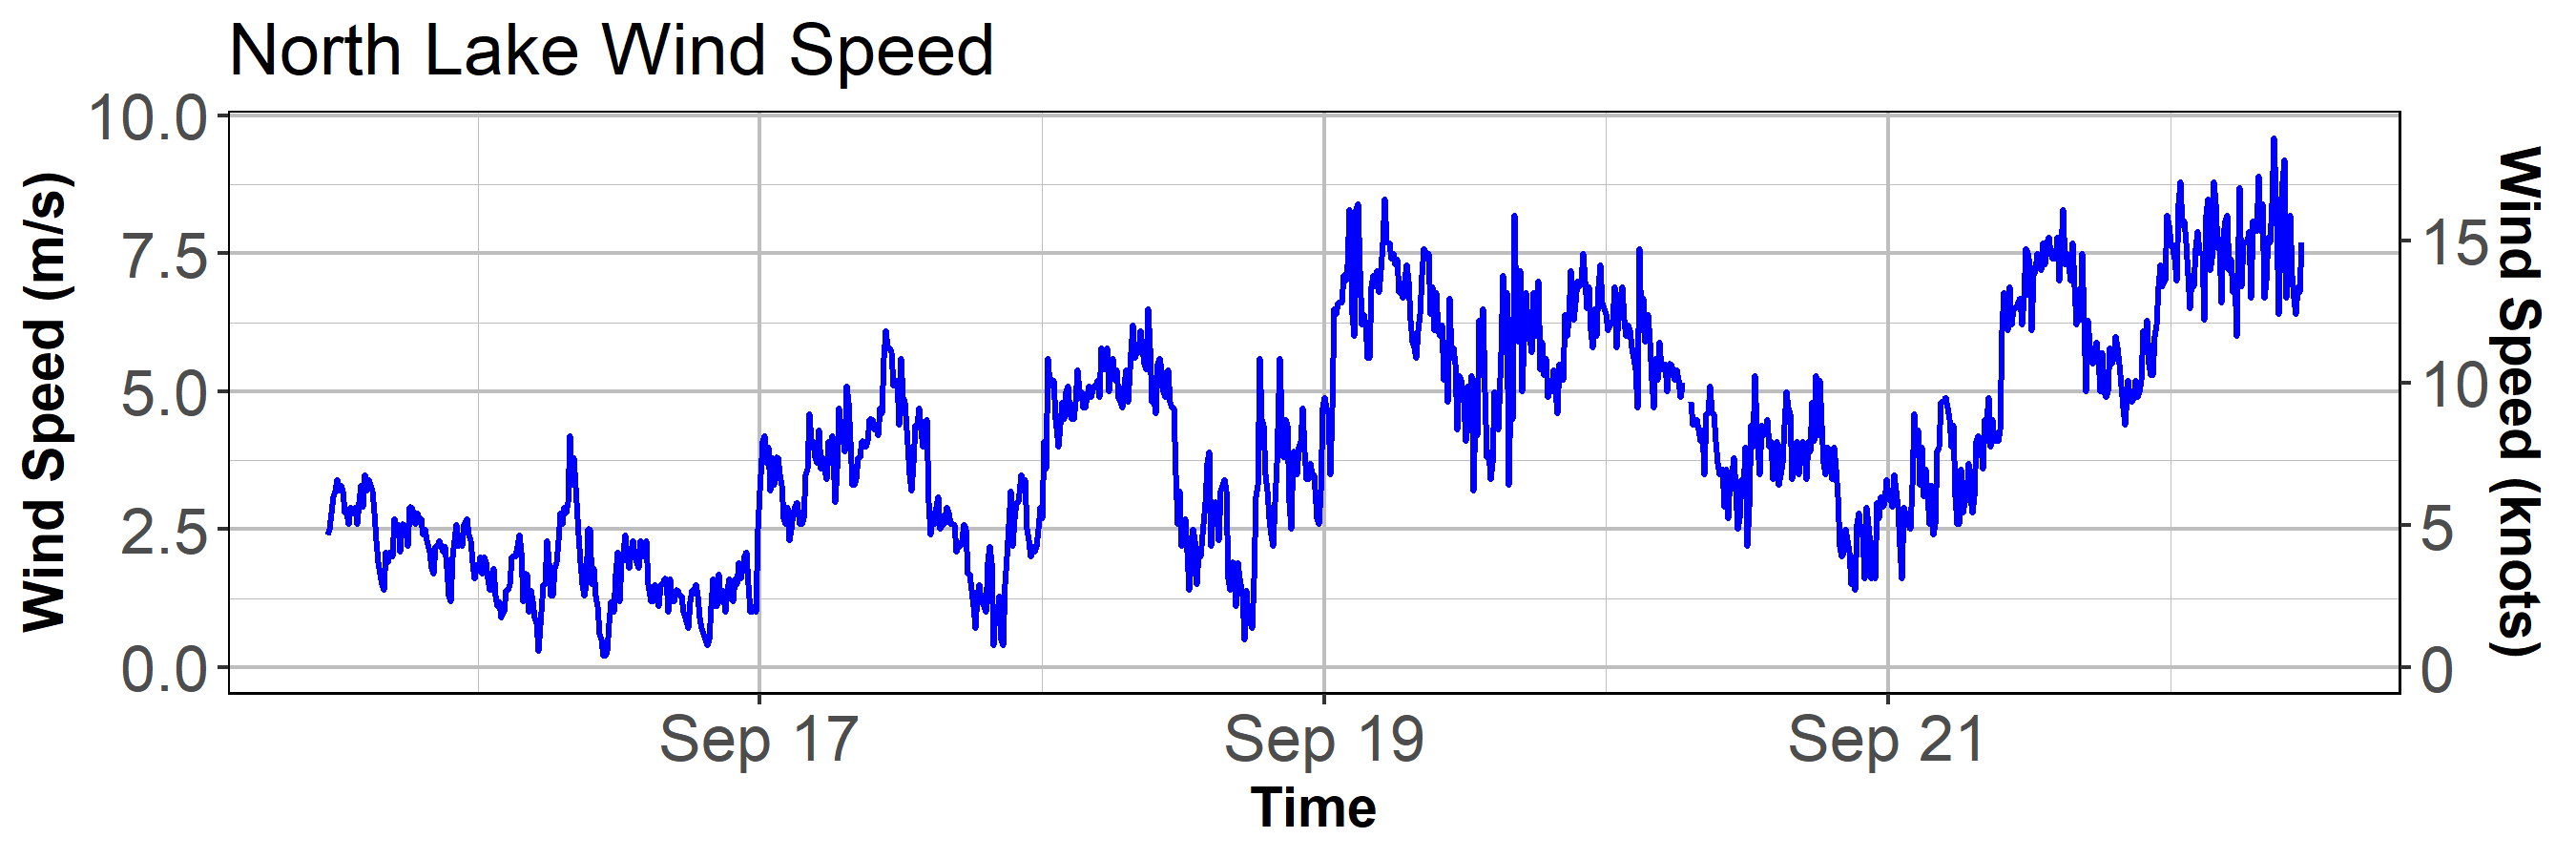 North Lake Wind Speed
Wind Speed (m/s)
10.0
7.5
5.0
2.5
0.0
Wind Speed (knots)
15
10
5
0
Sep 17
Sep 19
Sep 21
Time